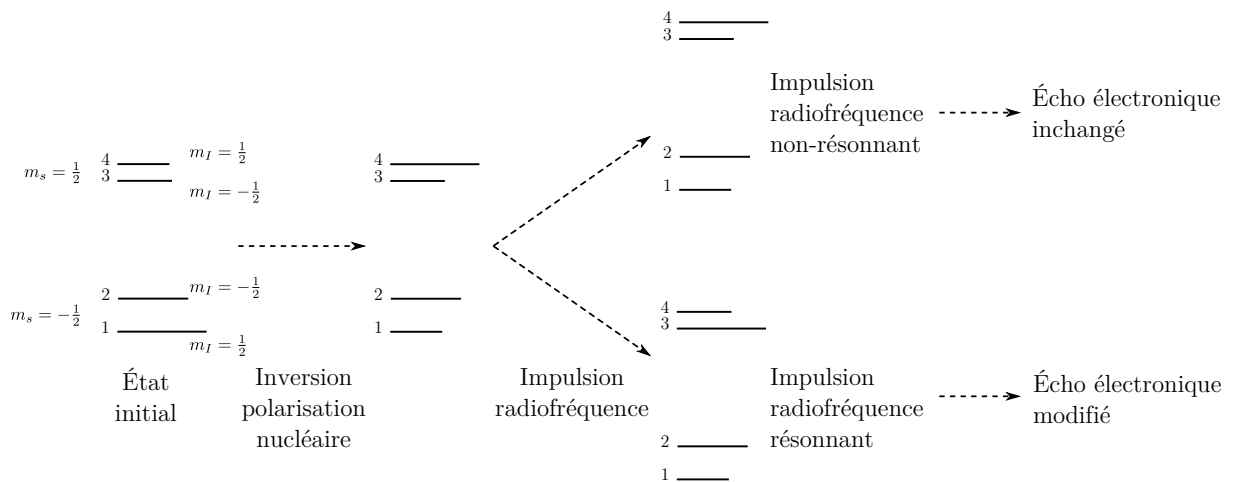 4
3
Impulsion
radiofréquence
non-résonnant
Écho électronique
inchangé
2
1
m_s = 1/2
4
3
m_I = 1/2
m_I = −1/2
4
3
m_s = −1/2
2
1
m_I = −1/2
m_I = 1/2
2
1
État
initial
Inversion
polarisation
nucléaire
Impulsion
radiofréquence
4
3
2
1
Impulsion
radiofréquence
résonnant
Écho électronique
modifié